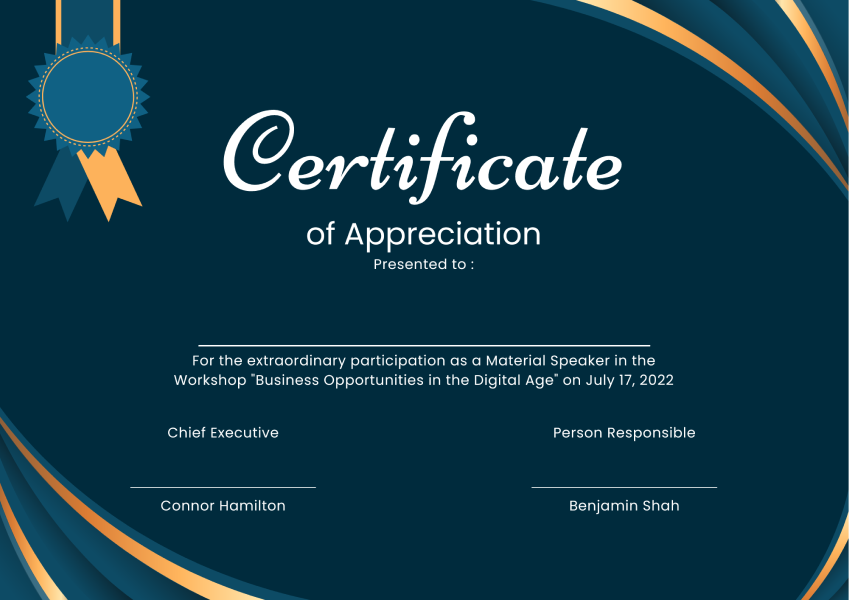 Certificate
of Appreciation
Presented to :
For the extraordinary participation as a Material Speaker in the
Workshop "Business Opportunities in the Digital Age" on July 17, 2022
Chief Executive
Person Responsible
Connor Hamilton
Benjamin Shah